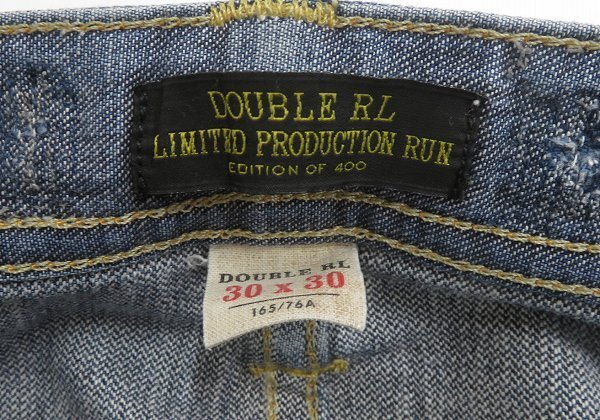 DOUBLE RL
LIMITED PRODUCTION RUN
EDITION OF 400
DOUBLE RL
30 x 30
165/76A